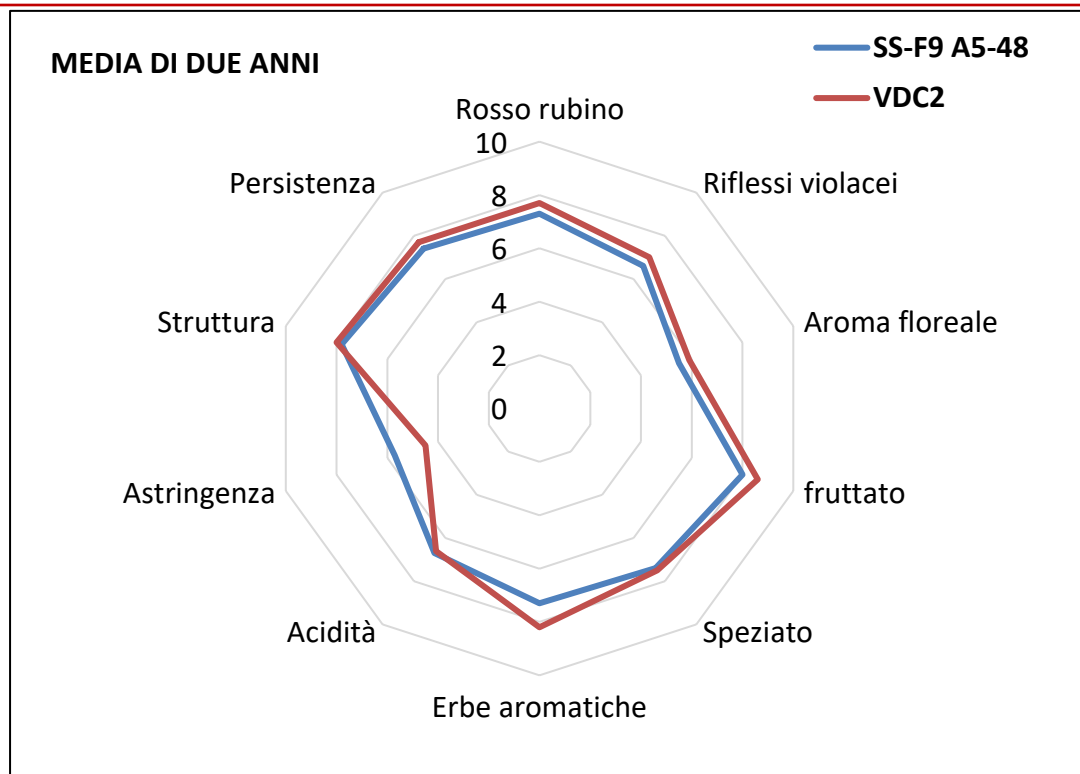 MEDIA DI DUE ANNI
SS-F9 A5-48
VDC2
Rosso rubino
Riflessi violacei
Aroma floreale
fruttato
Speziato
Erbe aromatiche
Acidità
Astringenza
Struttura
Persistenza
10
8
6
4
2
0